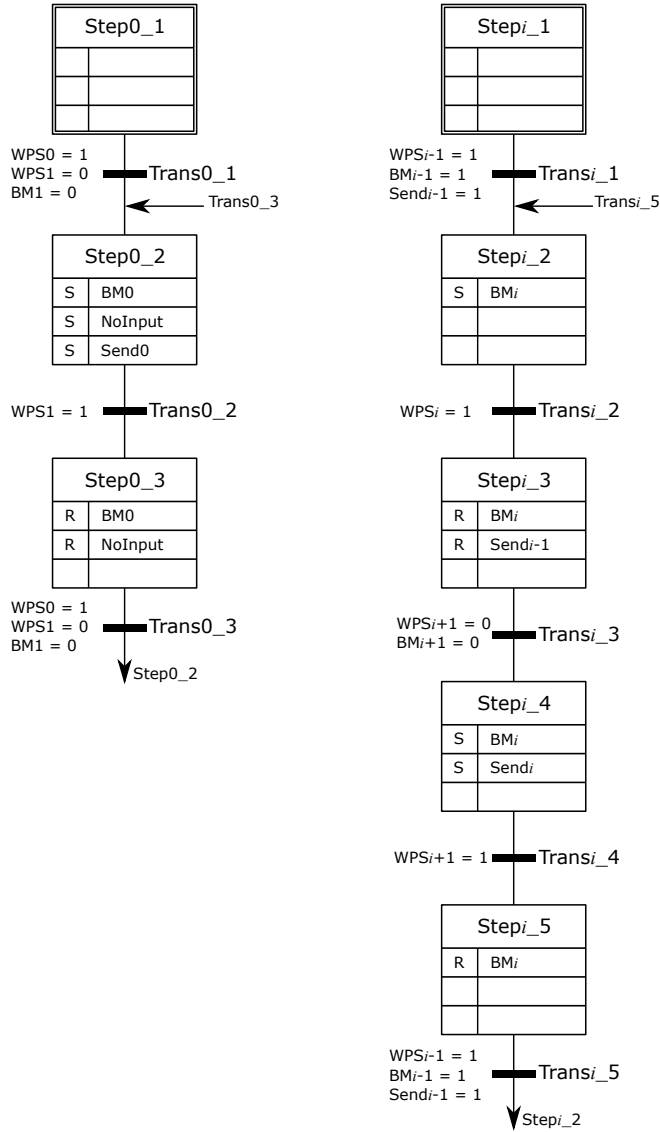 Step0_1
WPS0 = 1
WPS1 = 0
BM1 = 0
Trans0_1
Trans0_3
Step0_2
S BM0
S NoInput
S Send0
WPS1 = 1
Trans0_2
Step0_3
R BM0
R NoInput
WPS0 = 1
WPS1 = 0
BM1 = 0
Trans0_3
Step0_2
Stepi_1
WPSi-1 = 1
BMi-1 = 1
Sendi-1 = 1
Transi_1
Transi_5
Stepi_2
S BMi
WPSi = 1
Transi_2
Stepi_3
R BMi
R Sendi-1
WPSi+1 = 0
BMi+1 = 0
Transi_3
Stepi_4
S BMi
S Sendi
WPSi+1 = 1
Transi_4
Stepi_5
R BMi
WPSi-1 = 1
BMi-1 = 1
Sendi-1 = 1
Transi_5
Stepi_2